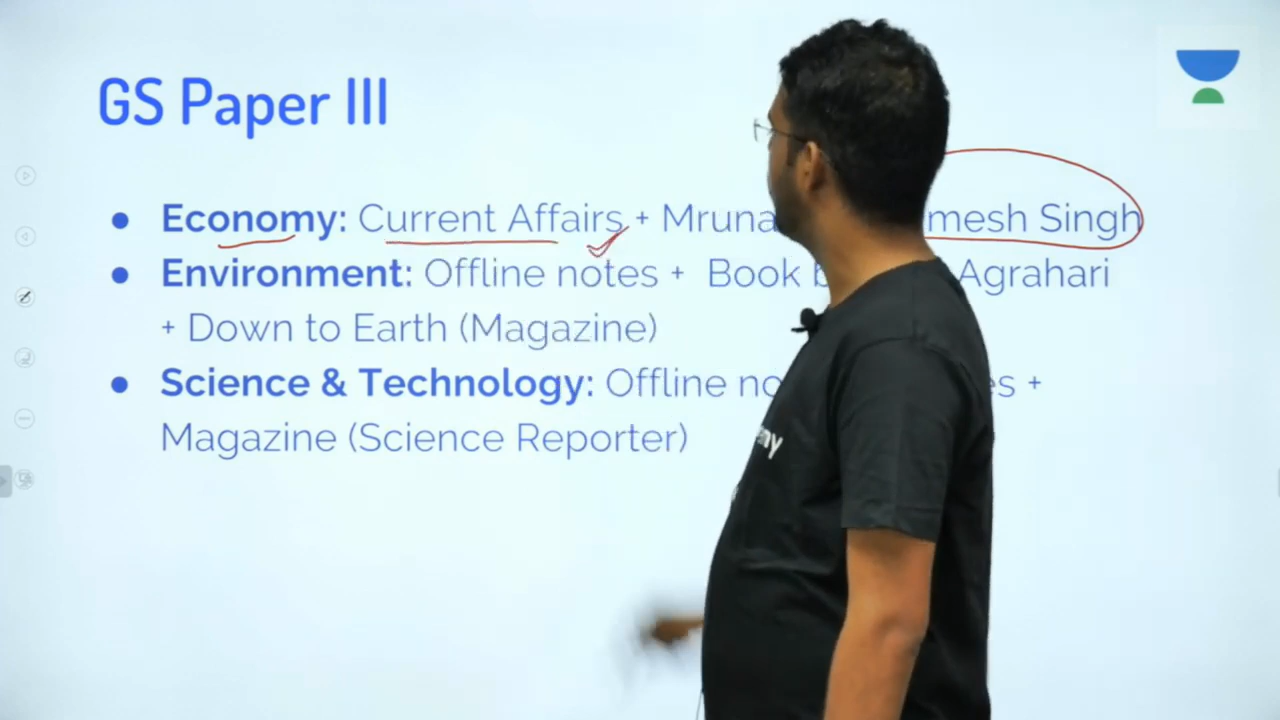 GS Paper III
• Economy: Current Affairs + Mruna mesh Singh
• Environment: Offline notes + Book b Agrahari
+ Down to Earth (Magazine)
• Science & Technology: Offline no es +
Magazine (Science Reporter)
my